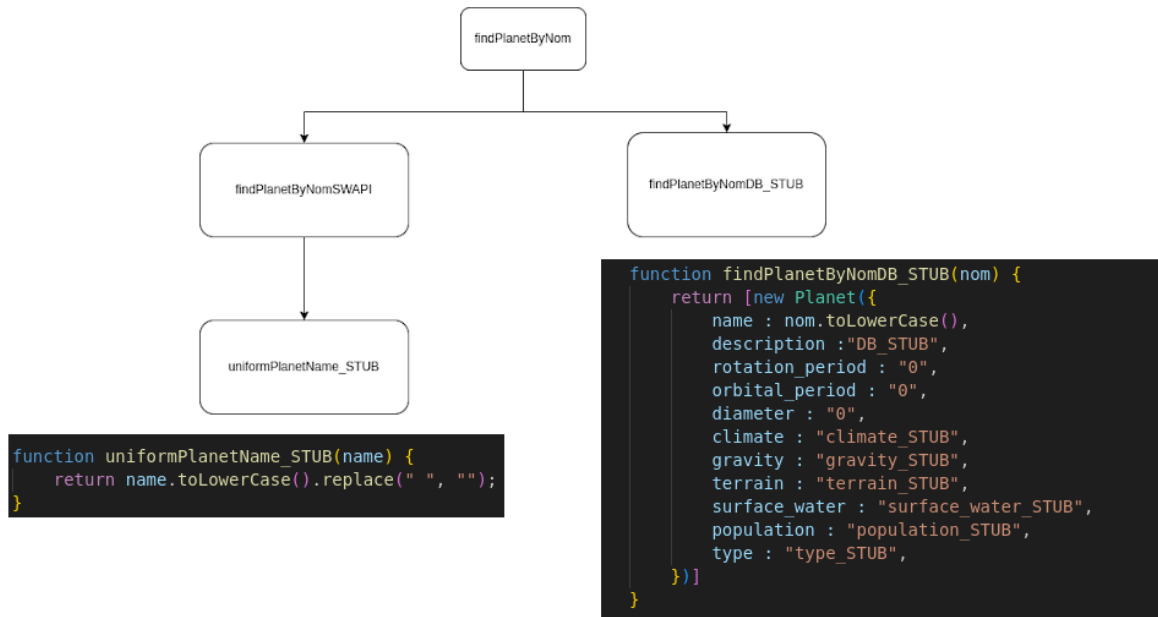 findPlanetByNom
findPlanetByNomSWAPI
findPlanetByNomDB_STUB
uniformPlanetName_STUB
function uniformPlanetName_STUB(name) {
    return name.toLowerCase().replace(" ", "");
}
function findPlanetByNomDB_STUB(nom) {
    return [new Planet({
        name : nom.toLowerCase(),
        description :"DB_STUB",
        rotation_period : "0",
        orbital_period : "0",
        diameter : "0",
        climate : "climate_STUB",
        gravity : "gravity_STUB",
        terrain : "terrain_STUB",
        surface_water : "surface_water_STUB",
        population : "population_STUB",
        type : "type_STUB",
    })]
}